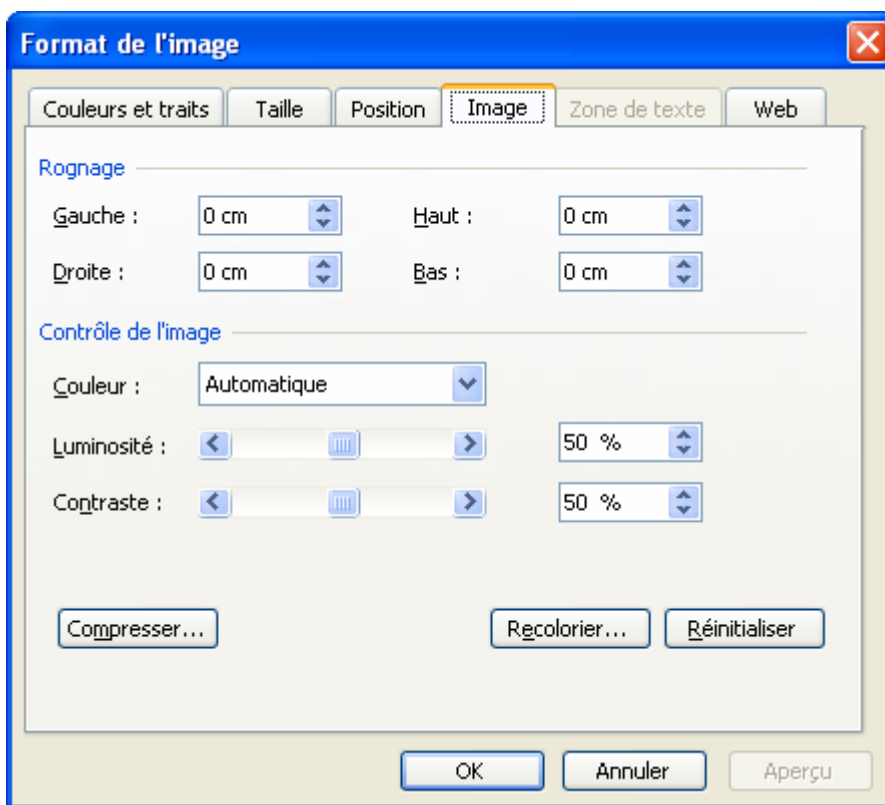 Format de l'image
Couleurs et traits Taille Position Image Zone de texte Web
Rognage
Gauche : 0 cm Haut : 0 cm
Droite : 0 cm Bas : 0 cm
Contrôle de l'image
Couleur : Automatique
Luminosité : 50 %
Contraste : 50 %
Compresser... Recolorier... Réinitialiser
OK Annuler Aperçu